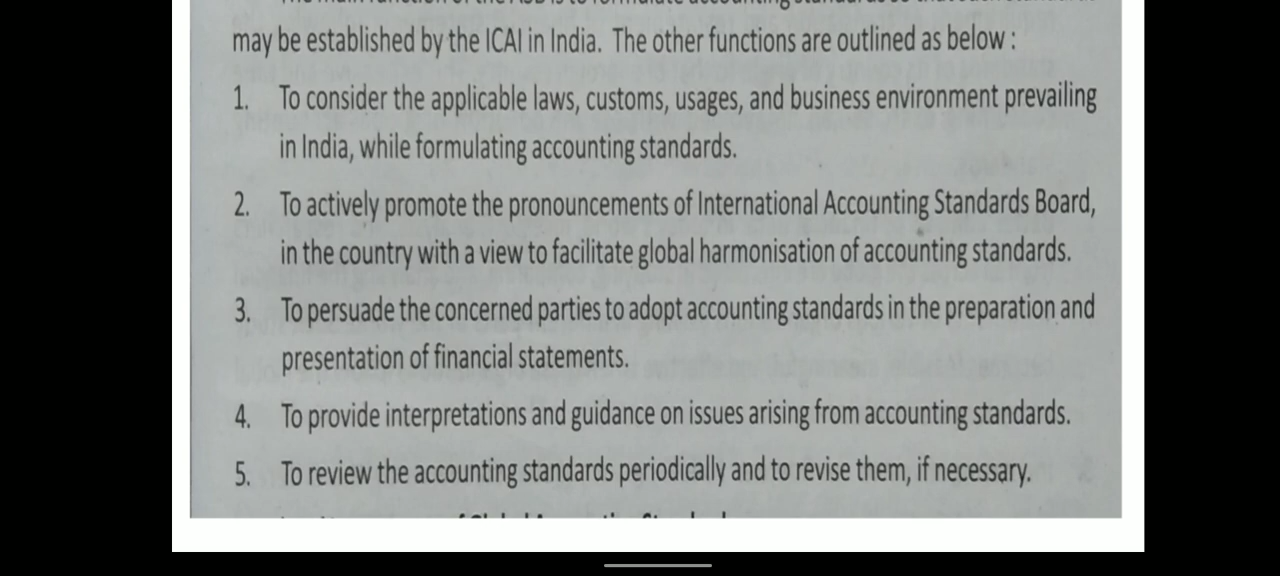 may be established by the ICAI in India. The other functions are outlined as below :
1. To consider the applicable laws, customs, usages, and business environment prevailing
in India, while formulating accounting standards.
2. To actively promote the pronouncements of International Accounting Standards Board,
in the country with a view to facilitate global harmonisation of accounting standards.
3. To persuade the concerned parties to adopt accounting standards in the preparation and
presentation of financial statements.
4. To provide interpretations and guidance on issues arising from accounting standards.
5. To review the accounting standards periodically and to revise them, if necessary.